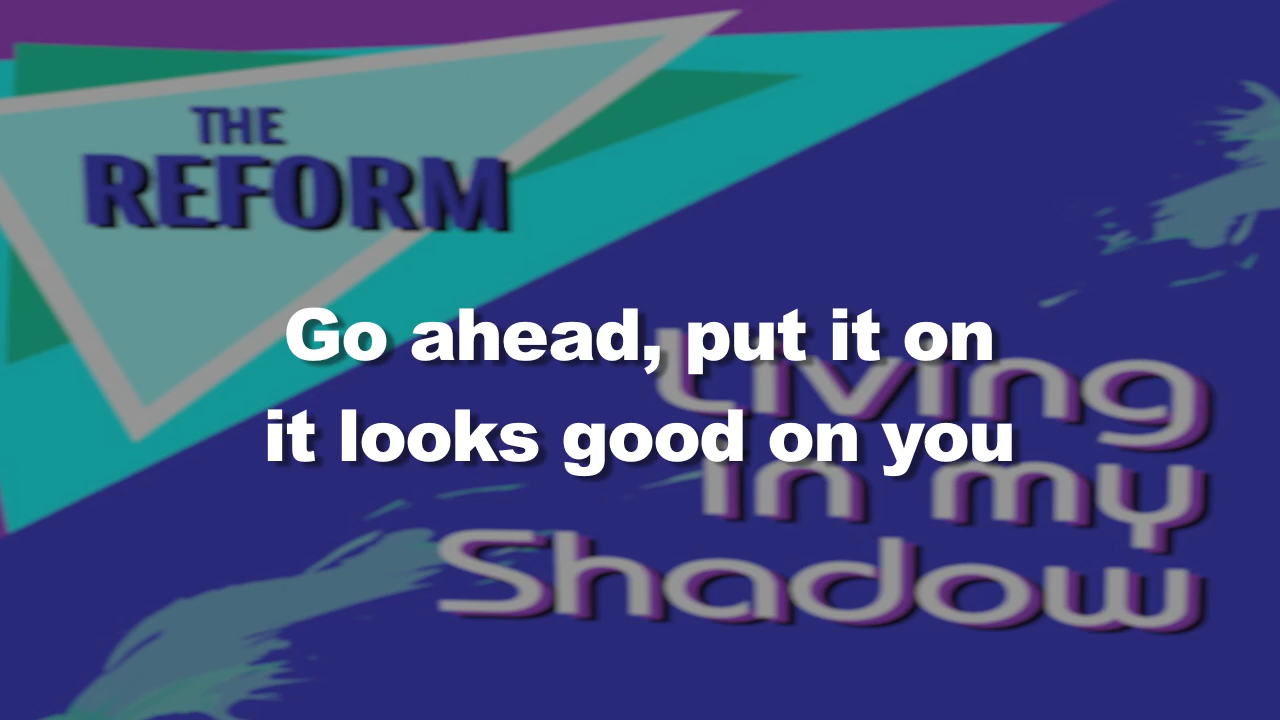 THE
REFORM
Go ahead, put it on
it looks good on you
Living
in my
Shadow